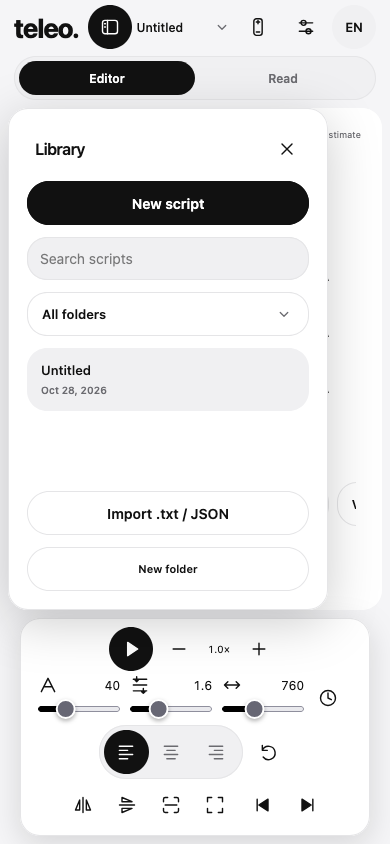 teleo.
Untitled
EN
Editor
Read
stimate
Library
New script
Search scripts
All folders
Untitled
Oct 28, 2026
Import .txt / JSON
New folder
1.0×
40
1.6
760